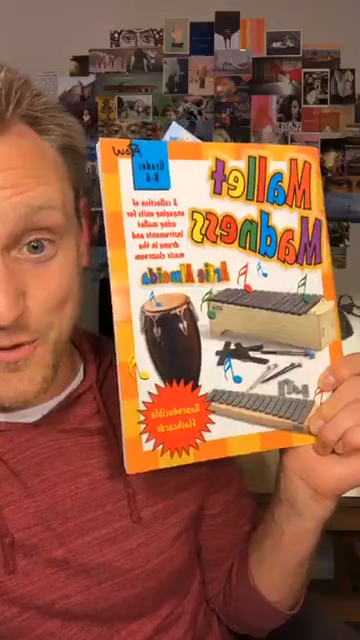 Mallet
Madness
Flow
Grades
K-6
A collection of
engaging units for
using mallet
instruments and
drums in the
music classroom
Artie Almeida
Reproducible
Flashcards